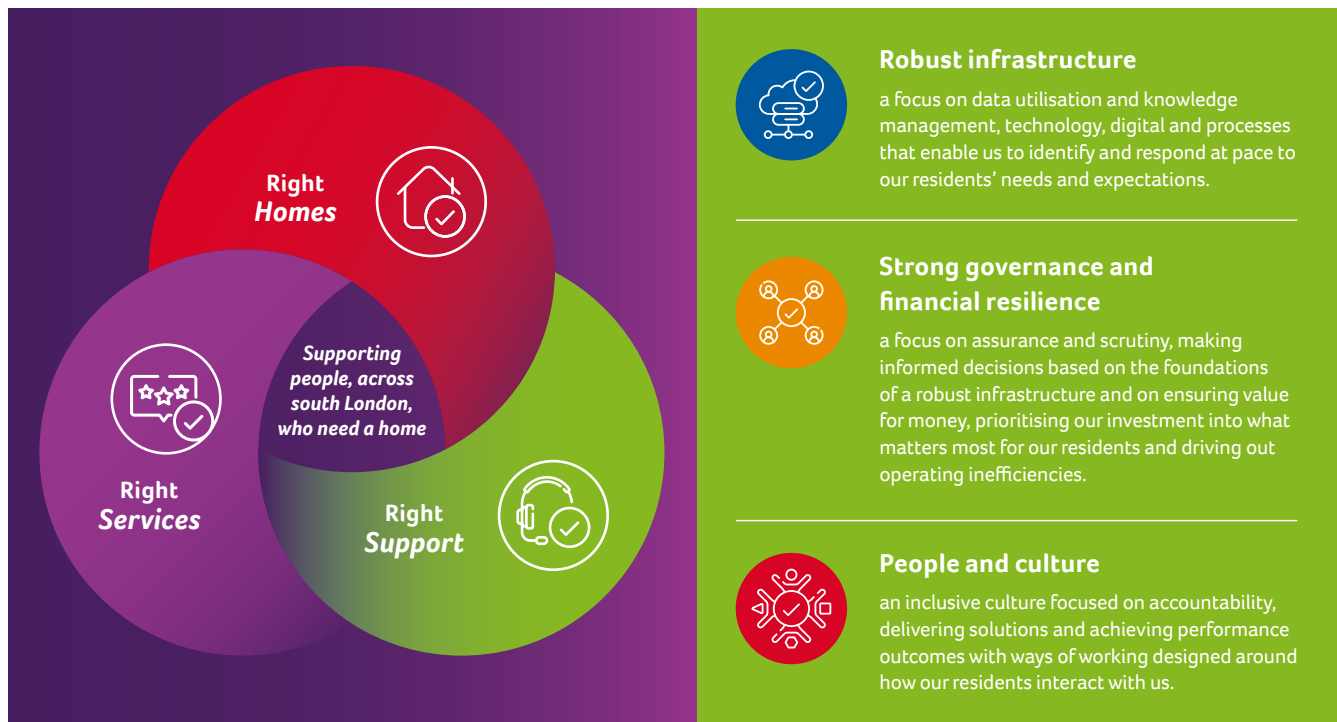 Right
Homes
Supporting
people, across
south London,
who need a home
Right
Services
Right
Support
Robust infrastructure
a focus on data utilisation and knowledge
management, technology, digital and processes
that enable us to identify and respond at pace to
our residents’ needs and expectations.
Strong governance and
financial resilience
a focus on assurance and scrutiny, making
informed decisions based on the foundations
of a robust infrastructure and on ensuring value
for money, prioritising our investment into what
matters most for our residents and driving out
operating inefficiencies.
People and culture
an inclusive culture focused on accountability,
delivering solutions and achieving performance
outcomes with ways of working designed around
how our residents interact with us.